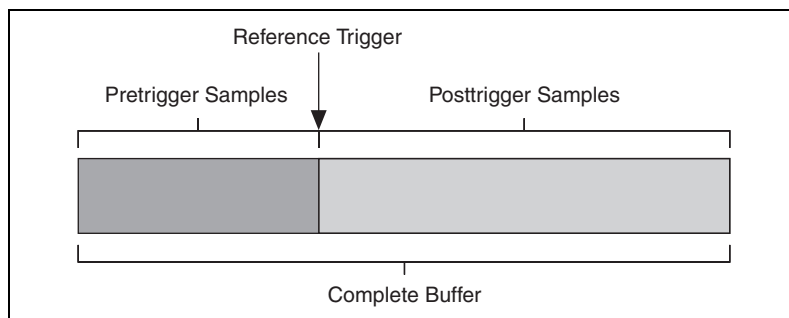 Reference Trigger
Pretrigger Samples
Posttrigger Samples
Complete Buffer